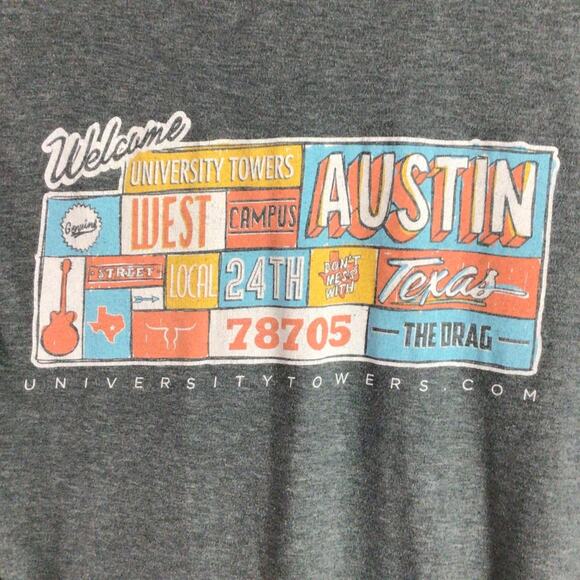 Welcome
UNIVERSITY TOWERS
AUSTIN
Genuine
WEST
CAMPUS
STREET
LOCAL
24TH
DON'T
MESS
WITH
Texas
78705
THE DRAG
UNIVERSITYTOWERS.COM